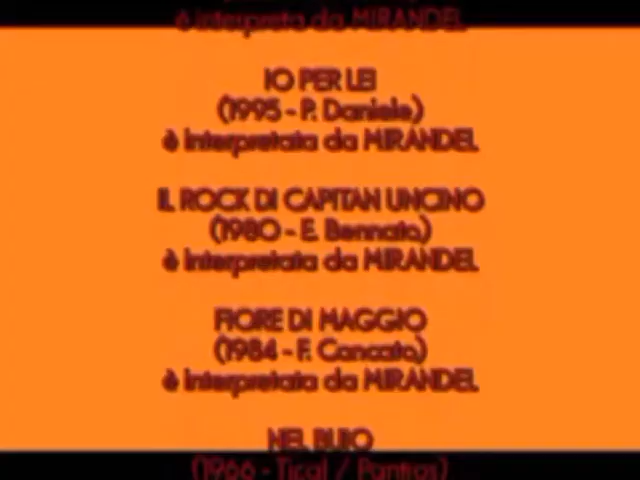 è interpreta da MIRANDEL
IO PER LEI
(1995 - P. Daniele)
è interpretata da MIRANDEL
IL ROCK DI CAPITAN UNCINO
(1980 - E. Bennato)
è interpretata da MIRANDEL
FIORE DI MAGGIO
(1984 - F. Concato)
è interpretata da MIRANDEL
NEL BUIO
(1966 - Tical / Pantros)